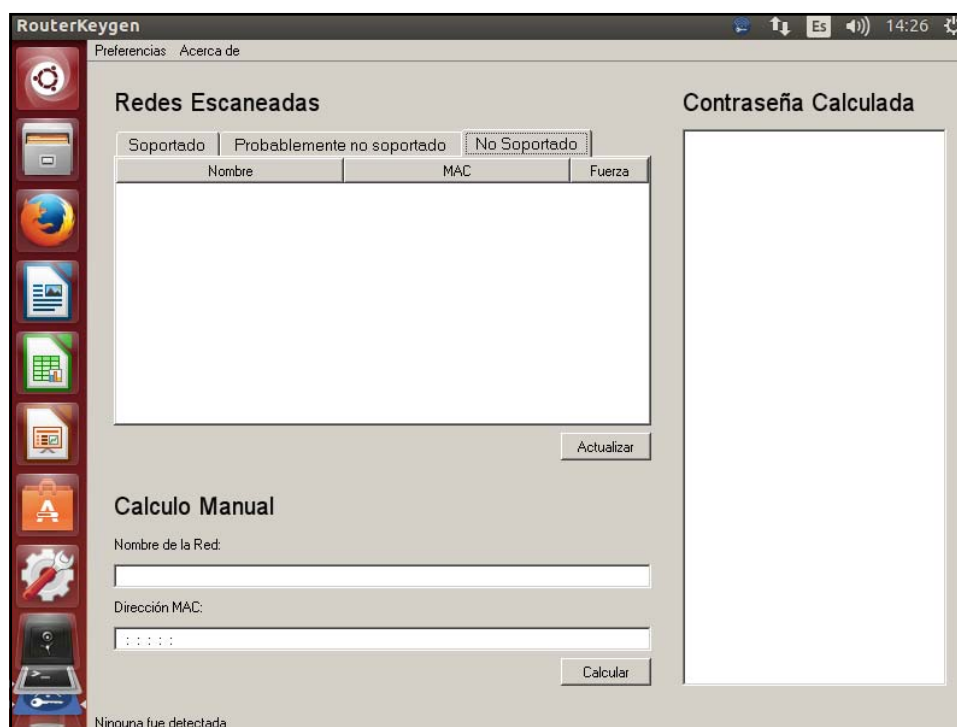 RouterKeygen
Es
14:26
Preferencias Acerca de
Redes Escaneadas
Soportado
Probablemente no soportado
No Soportado
Nombre
MAC
Fuerza
Actualizar
Calculo Manual
Nombre de la Red:
Dirección MAC:
: : : : :
Calcular
Contraseña Calculada
Ninguna fue detectada